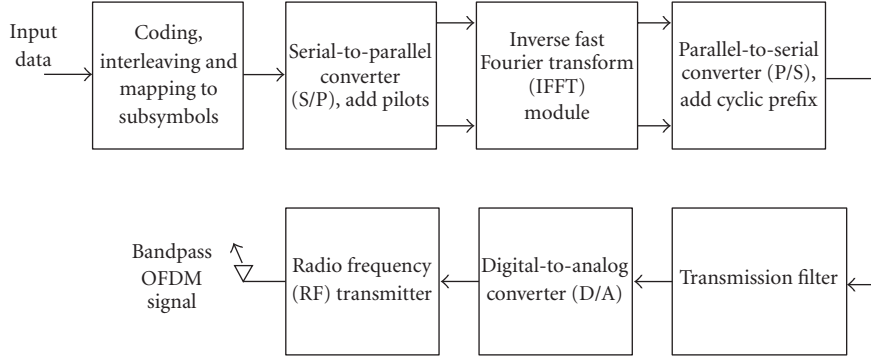 Input
data
Coding,
interleaving and
mapping to
subsymbols
Serial-to-parallel
converter
(S/P), add pilots
Inverse fast
Fourier transform
(IFFT)
module
Parallel-to-serial
converter (P/S),
add cyclic prefix
Bandpass
OFDM
signal
Radio frequency
(RF) transmitter
Digital-to-analog
converter (D/A)
Transmission filter